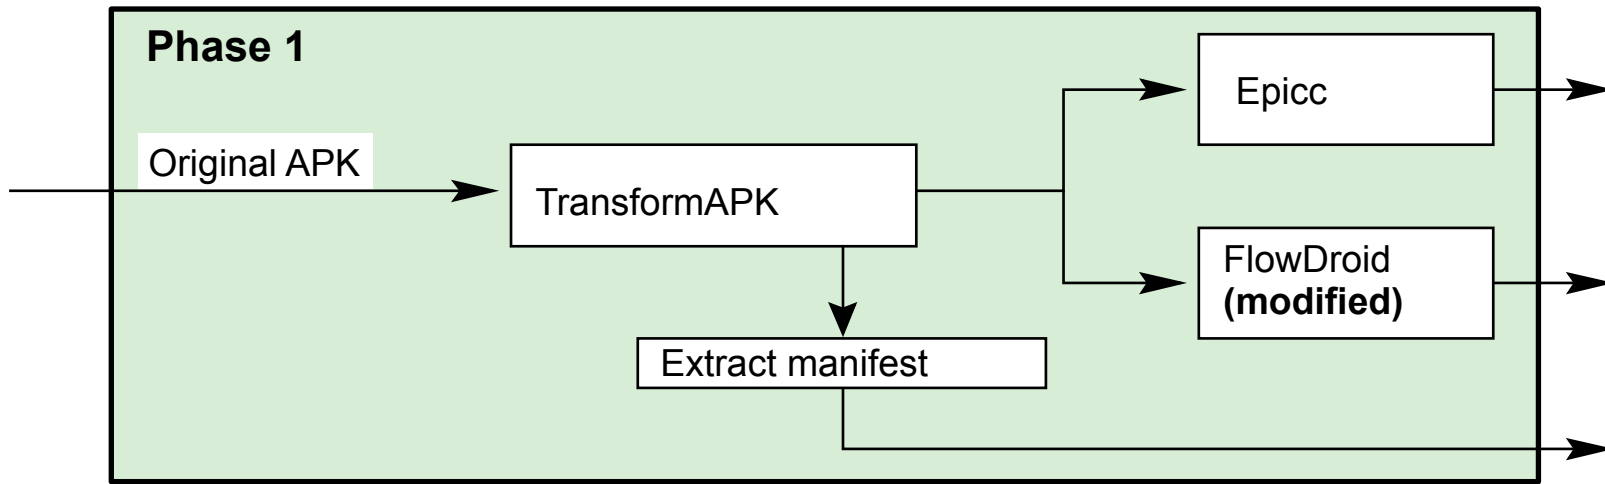 Phase 1
Original APK
TransformAPK
Epicc
FlowDroid
(modified)
Extract manifest